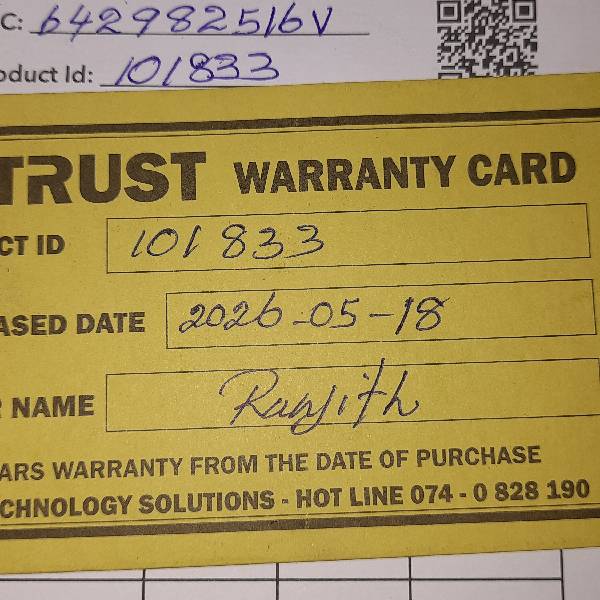 C: 642982516V
oduct Id: 101833
TRUST WARRANTY CARD
CT ID 101833
ASED DATE 2026-05-18
R NAME Ranjith
ARS WARRANTY FROM THE DATE OF PURCHASE
CHNOLOGY SOLUTIONS - HOT LINE 074 - 0 828 190